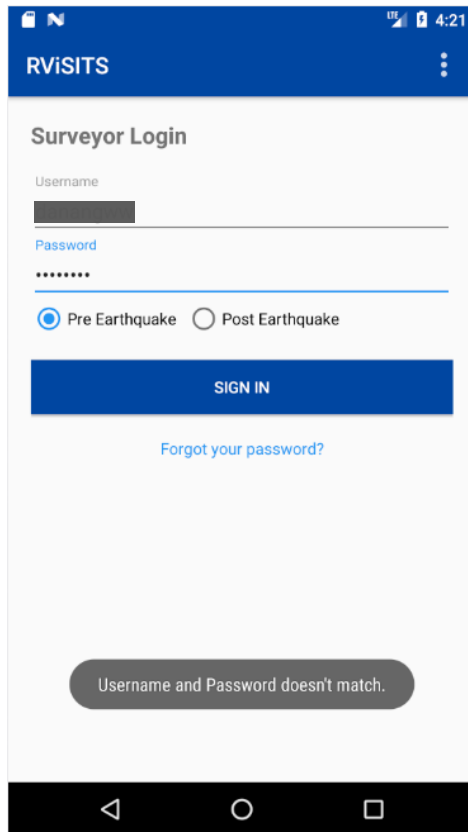 LTE 4:21
RViSITS
Surveyor Login
Username
Password
••••••••
Pre Earthquake Post Earthquake
SIGN IN
Forgot your password?
Username and Password doesn't match.